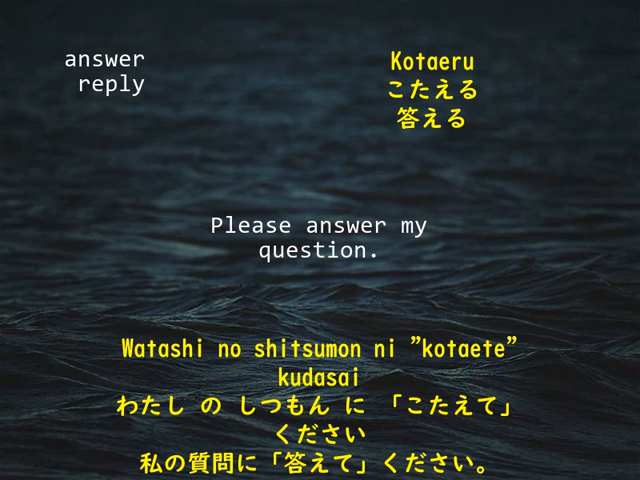 answer
reply
Kotaeru
こたえる
答える
Please answer my
question.
Watashi no shitsumon ni ”kotaete”
kudasai
わたし の しつもん に 「こたえて」
ください
私の質問に「答えて」ください。